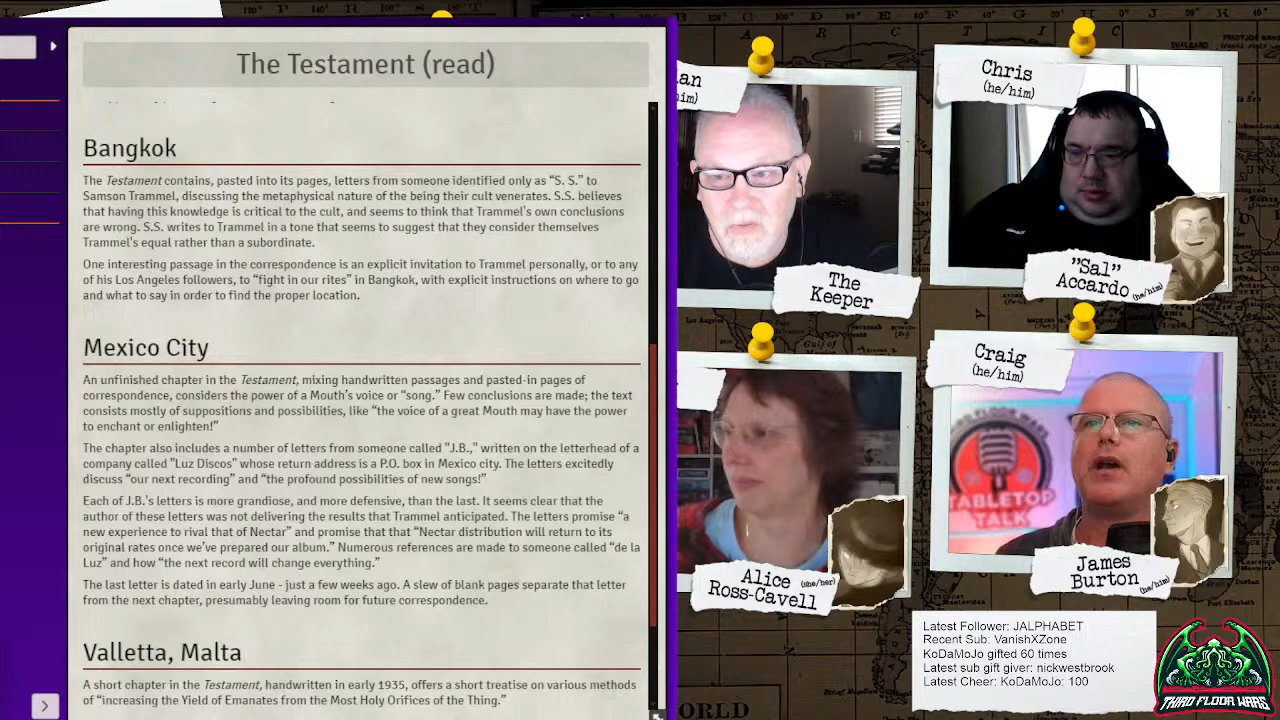 The Testament (read)
Bangkok
The Testament contains, pasted into its pages, letters from someone identified only as “S. S.” to
Samson Trammel, discussing the metaphysical nature of the being their cult venerates. S.S. believes
that having this knowledge is critical to the cult, and seems to think that Trammel's own conclusions
are wrong. S.S. writes to Trammel in a tone that seems to suggest that they consider themselves
Trammel's equal rather than a subordinate.
One interesting passage in the correspondence is an explicit invitation to Trammel personally, or to any
of his Los Angeles followers, to “fight in our rites” in Bangkok, with explicit instructions on where to go
and what to say in order to find the proper location.
Mexico City
An unfinished chapter in the Testament, mixing handwritten passages and pasted-in pages of
correspondence, considers the power of a Mouth's voice or “song.” Few conclusions are made; the text
consists mostly of suppositions and possibilities, like “the voice of a great Mouth may have the power
to enchant or enlighten!”
The chapter also includes a number of letters from someone called "J.B.," written on the letterhead of a
company called "Luz Discos" whose return address is a P.O. box in Mexico city. The letters excitedly
discuss “our next recording” and “the profound possibilities of new songs!”
Each of J.B.'s letters is more grandiose, and more defensive, than the last. It seems clear that the
author of these letters was not delivering the results that Trammel anticipated. The letters promise “a
new experience to rival that of Nectar” and promise that that “Nectar distribution will return to its
original rates once we've prepared our album.” Numerous references are made to someone called “de la
Luz” and how “the next record will change everything.”
The last letter is dated in early June - just a few weeks ago. A slew of blank pages separate that letter
from the next chapter, presumably leaving room for future correspondence.
Valletta, Malta
A short chapter in the Testament, handwritten in early 1935, offers a short treatise on various methods
of “increasing the Yield of Emanates from the Most Holy Orifices of the thing.”
an
im)
The
Keeper
Chris
(he/him)
"Sal"
Accardo (he/him)
Alice (she/her)
Ross-Cavell
Craig
(he/him)
THIRD FLOOR WARS
TABLETOP
TALK
James
Burton (he/him)
Latest Follower: JALPHABET
Recent Sub: VanishXZone
KoDaMoJo gifted 60 times
Latest sub gift giver: nickwestbrook
Latest Cheer: KoDaMoJo: 100
THIRD FLOOR WARS
WORLD